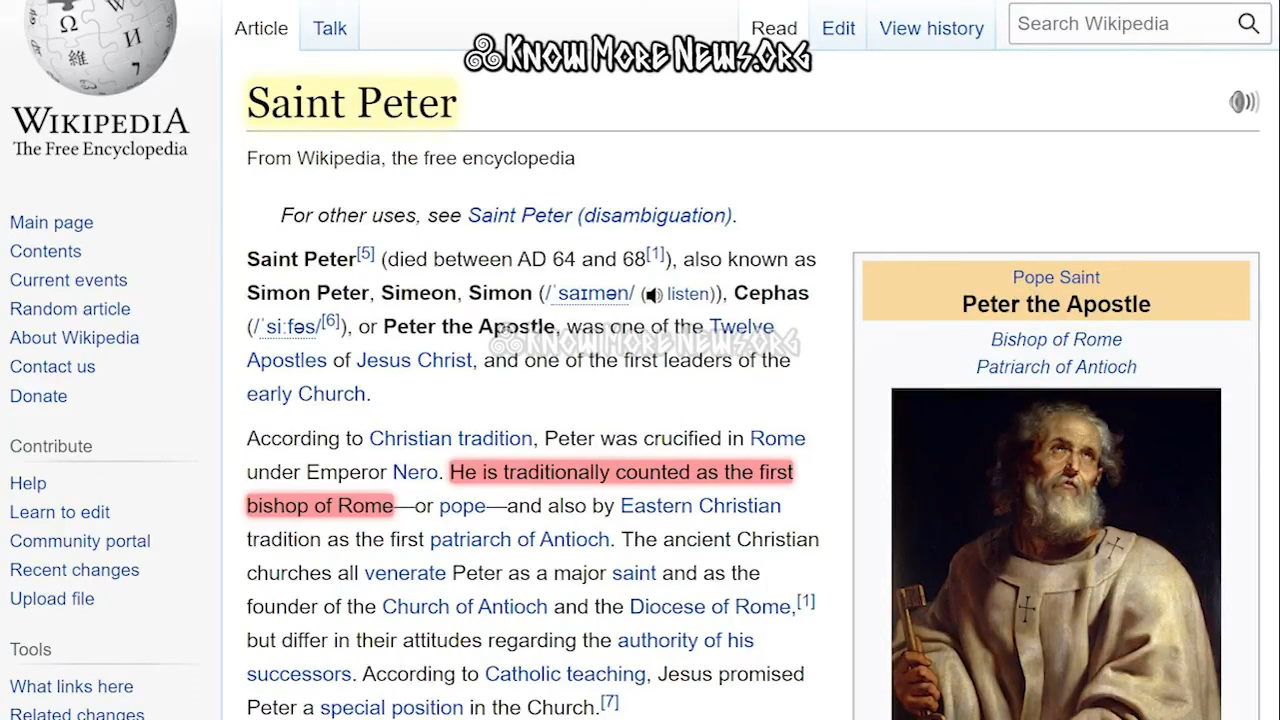 Article
Talk
Read
Edit
View history
Search Wikipedia
KNOW MORE NEWS.ORG
WIKIPEDIA
The Free Encyclopedia
Main page
Contents
Current events
Random article
About Wikipedia
Contact us
Donate
Contribute
Help
Learn to edit
Community portal
Recent changes
Upload file
Tools
What links here
Related changes
Saint Peter
From Wikipedia, the free encyclopedia
For other uses, see Saint Peter (disambiguation).
Saint Peter[5] (died between AD 64 and 68[1]), also known as
Simon Peter, Simeon, Simon (/ˈsaɪmən/ (listen)), Cephas
(/ˈsiːfəs/[6]), or Peter the Apostle, was one of the Twelve
KNOW MORE NEWS.ORG
Apostles of Jesus Christ, and one of the first leaders of the
early Church.
According to Christian tradition, Peter was crucified in Rome
under Emperor Nero. He is traditionally counted as the first
bishop of Rome—or pope—and also by Eastern Christian
tradition as the first patriarch of Antioch. The ancient Christian
churches all venerate Peter as a major saint and as the
founder of the Church of Antioch and the Diocese of Rome,[1]
but differ in their attitudes regarding the authority of his
successors. According to Catholic teaching, Jesus promised
Peter a special position in the Church.[7]
Pope Saint
Peter the Apostle
Bishop of Rome
Patriarch of Antioch